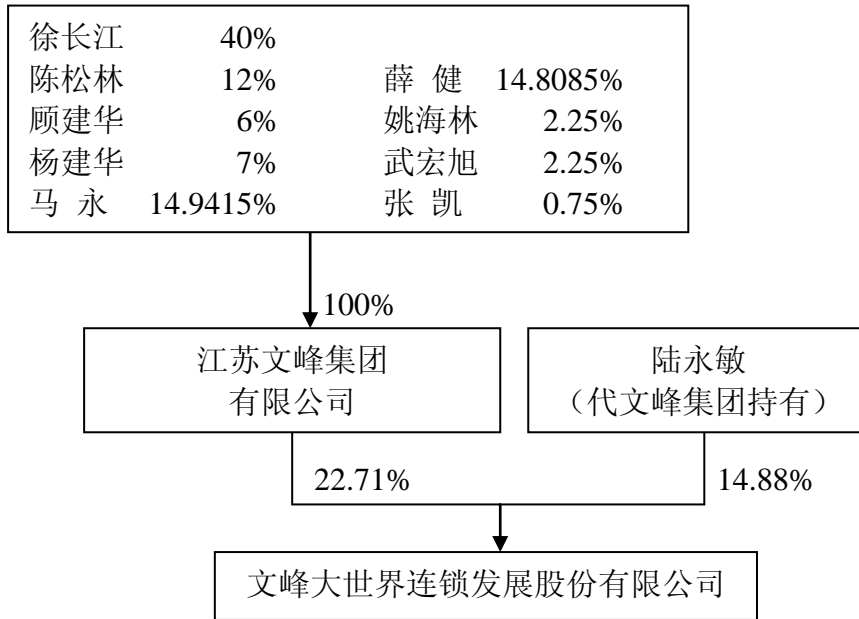 徐长江 40%
陈松林 12% 薛 健 14.8085%
顾建华 6% 姚海林 2.25%
杨建华 7% 武宏旭 2.25%
马 永 14.9415% 张 凯 0.75%
100%
江苏文峰集团
有限公司
陆永敏
（代文峰集团持有）
22.71% 14.88%
文峰大世界连锁发展股份有限公司